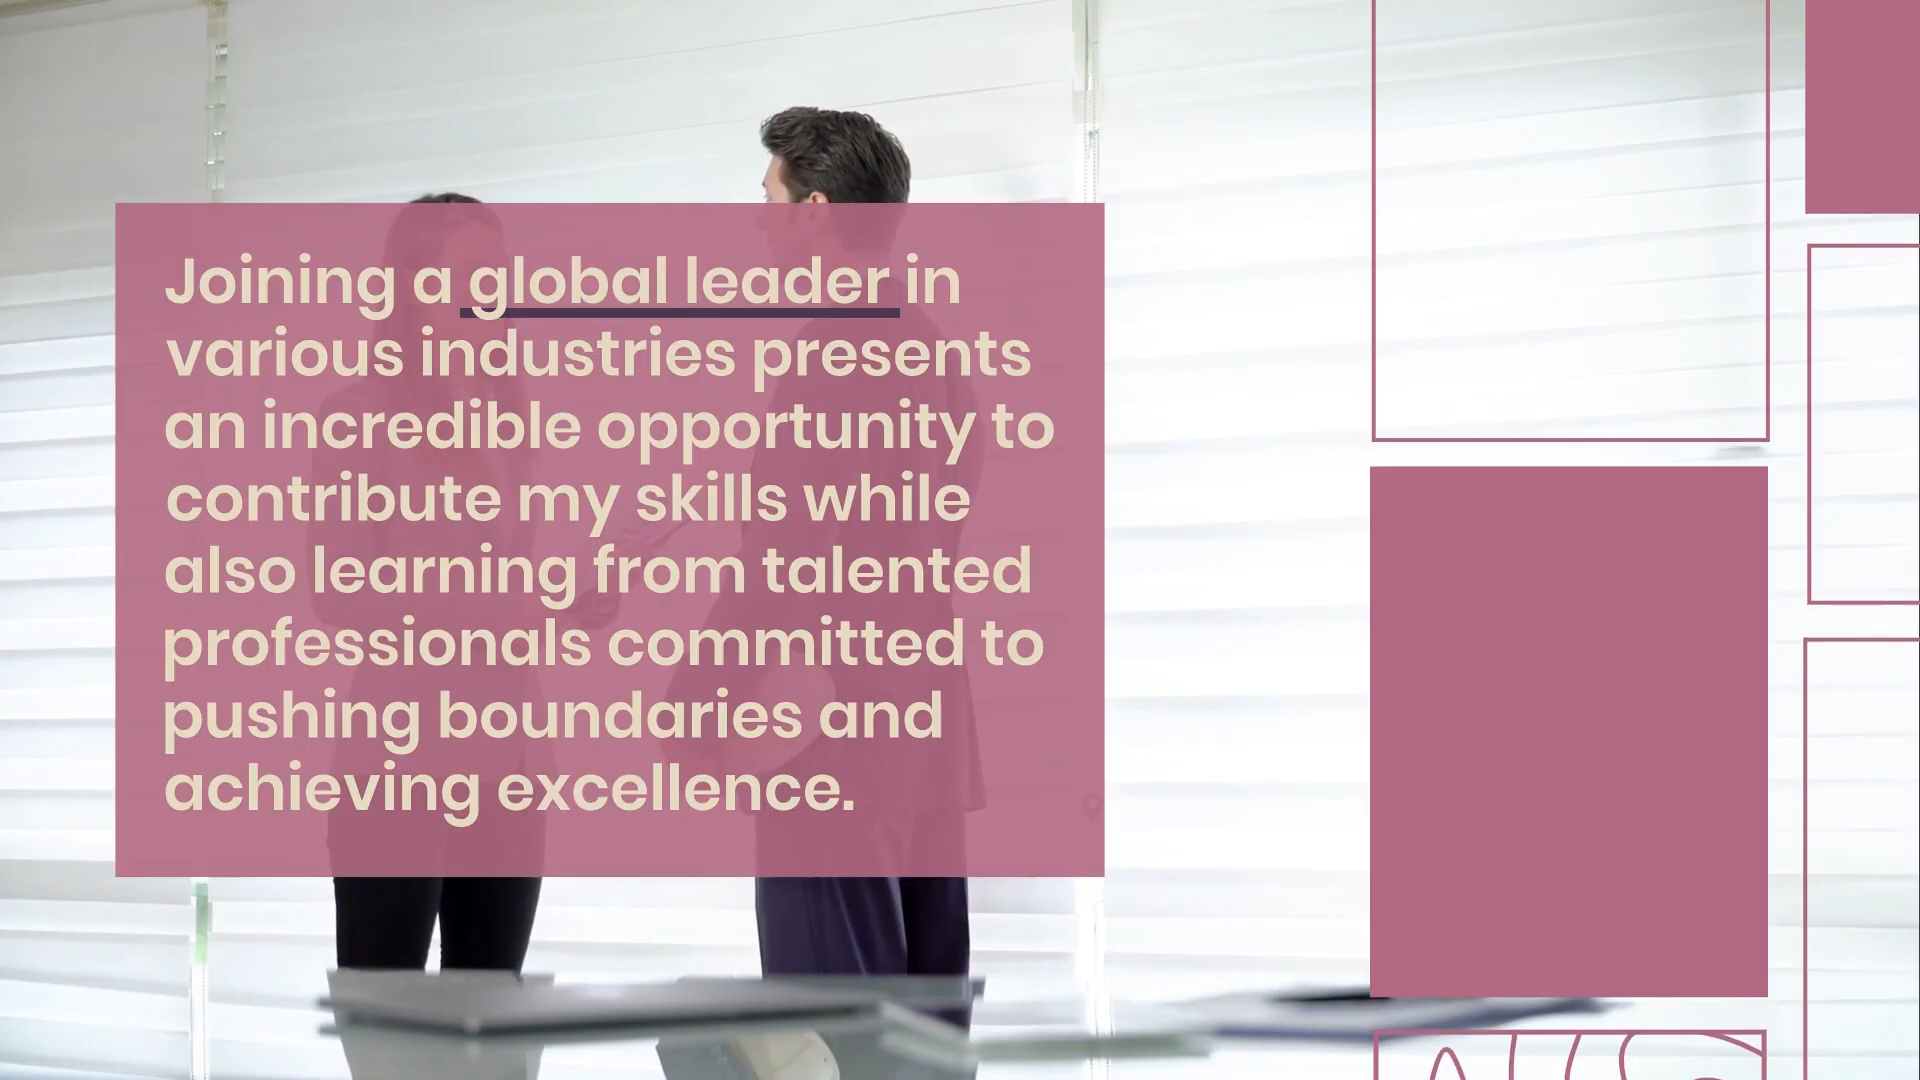 Joining a global leader in
various industries presents
an incredible opportunity to
contribute my skills while
also learning from talented
professionals committed to
pushing boundaries and
achieving excellence.